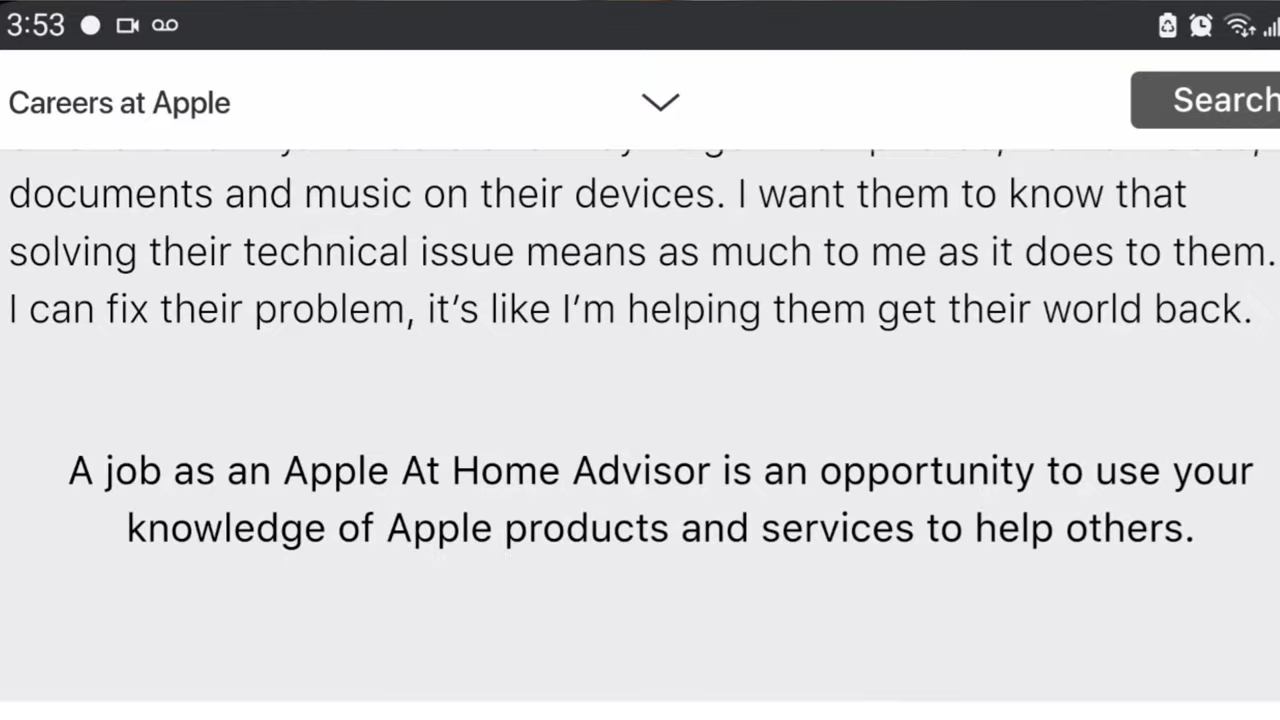 3:53
Careers at Apple
Search
documents and music on their devices. I want them to know that
solving their technical issue means as much to me as it does to them.
I can fix their problem, it’s like I’m helping them get their world back.
A job as an Apple At Home Advisor is an opportunity to use your
knowledge of Apple products and services to help others.